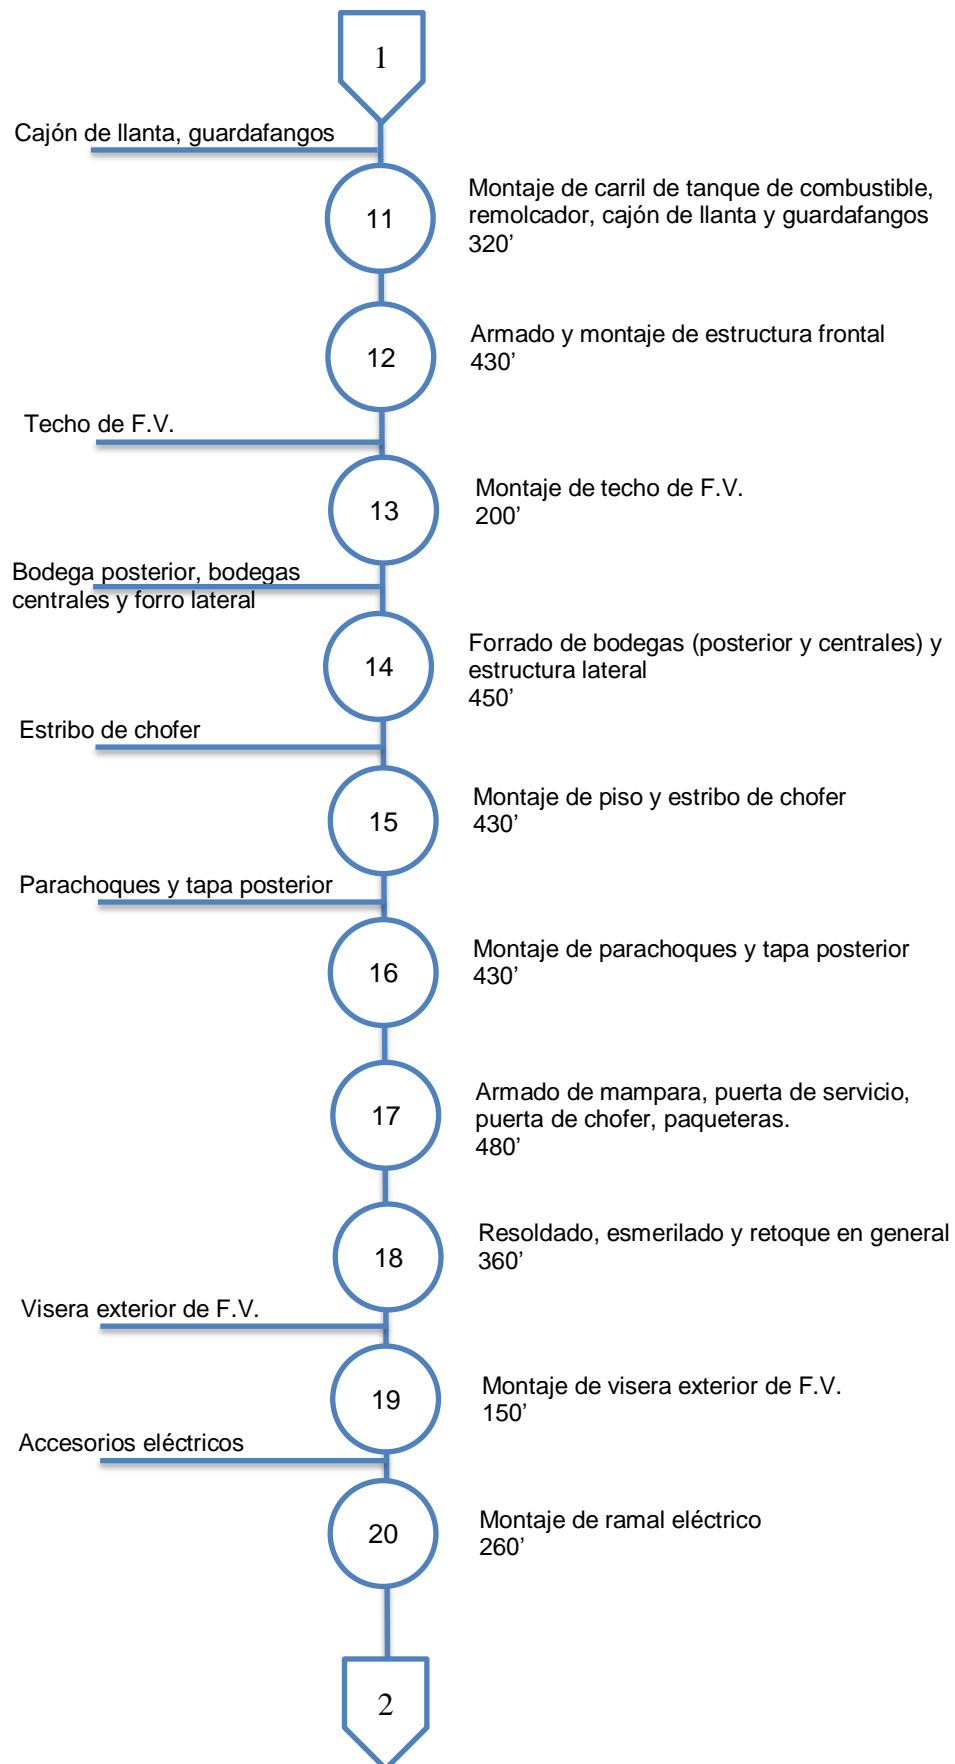 1
Cajón de llanta, guardafangos
11
Montaje de carril de tanque de combustible,
remolcador, cajón de llanta y guardafangos
320’
12
Armado y montaje de estructura frontal
430’
Techo de F.V.
13
Montaje de techo de F.V.
200’
Bodega posterior, bodegas
centrales y forro lateral
14
Forrado de bodegas (posterior y centrales) y
estructura lateral
450’
Estribo de chofer
15
Montaje de piso y estribo de chofer
430’
Parachoques y tapa posterior
16
Montaje de parachoques y tapa posterior
430’
17
Armado de mampara, puerta de servicio,
puerta de chofer, paqueteras.
480’
18
Resoldado, esmerilado y retoque en general
360’
Visera exterior de F.V.
19
Montaje de visera exterior de F.V.
150’
Accesorios eléctricos
20
Montaje de ramal eléctrico
260’
2